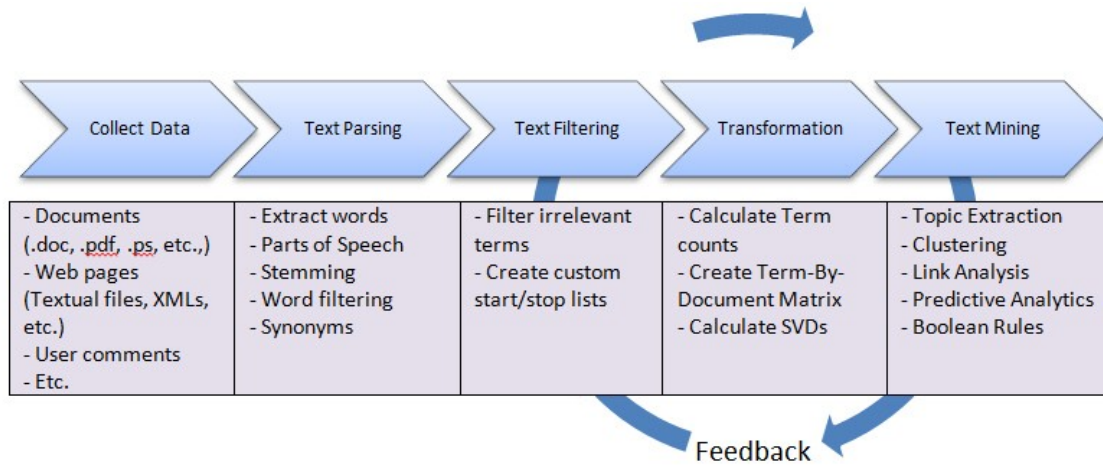 Collect Data
Text Parsing
Text Filtering
Transformation
Text Mining
- Documents
(.doc, .pdf, .ps, etc.,)
- Web pages
(Textual files, XMLs,
etc.)
- User comments
- Etc.
- Extract words
- Parts of Speech
- Stemming
- Word filtering
- Synonyms
- Filter irrelevant
terms
- Create custom
start/stop lists
- Calculate Term
counts
- Create Term-By-
Document Matrix
- Calculate SVDs
- Topic Extraction
- Clustering
- Link Analysis
- Predictive Analytics
- Boolean Rules
Feedback